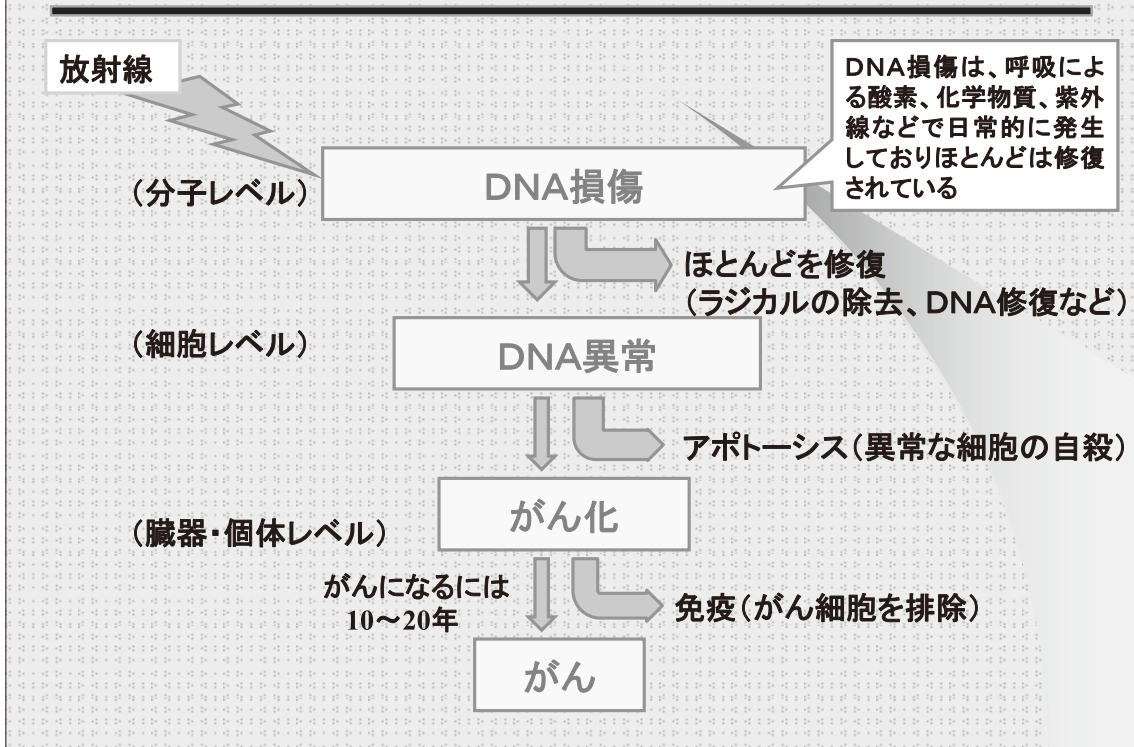 放射線
DNA損傷は、呼吸によ
る酸素、化学物質、紫外
線などで日常的に発生
しておりほとんどは修復
されている
(分子レベル)
DNA損傷
ほとんどを修復
(ラジカルの除去、DNA修復など)
(細胞レベル)
DNA異常
アポトーシス(異常な細胞の自殺)
がん化
(臓器・個体レベル)
がんになるには
10〜20年
免疫(がん細胞を排除)
がん